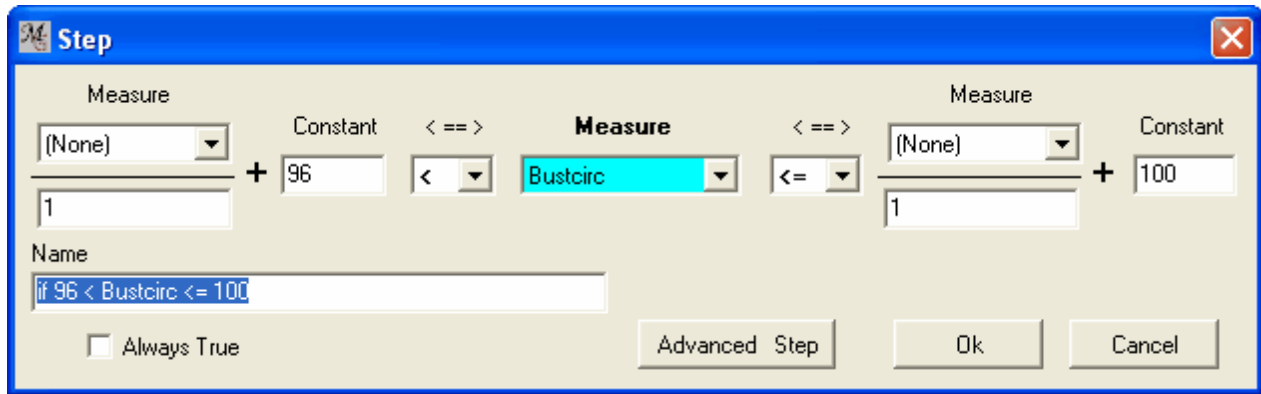 Step
Measure Measure
Constant < == > Measure < == > Constant
(None) + 96 < Bustcirc <= (None) + 100
1 1
Name
if 96 < Bustcirc <= 100
Always True Advanced Step Ok Cancel